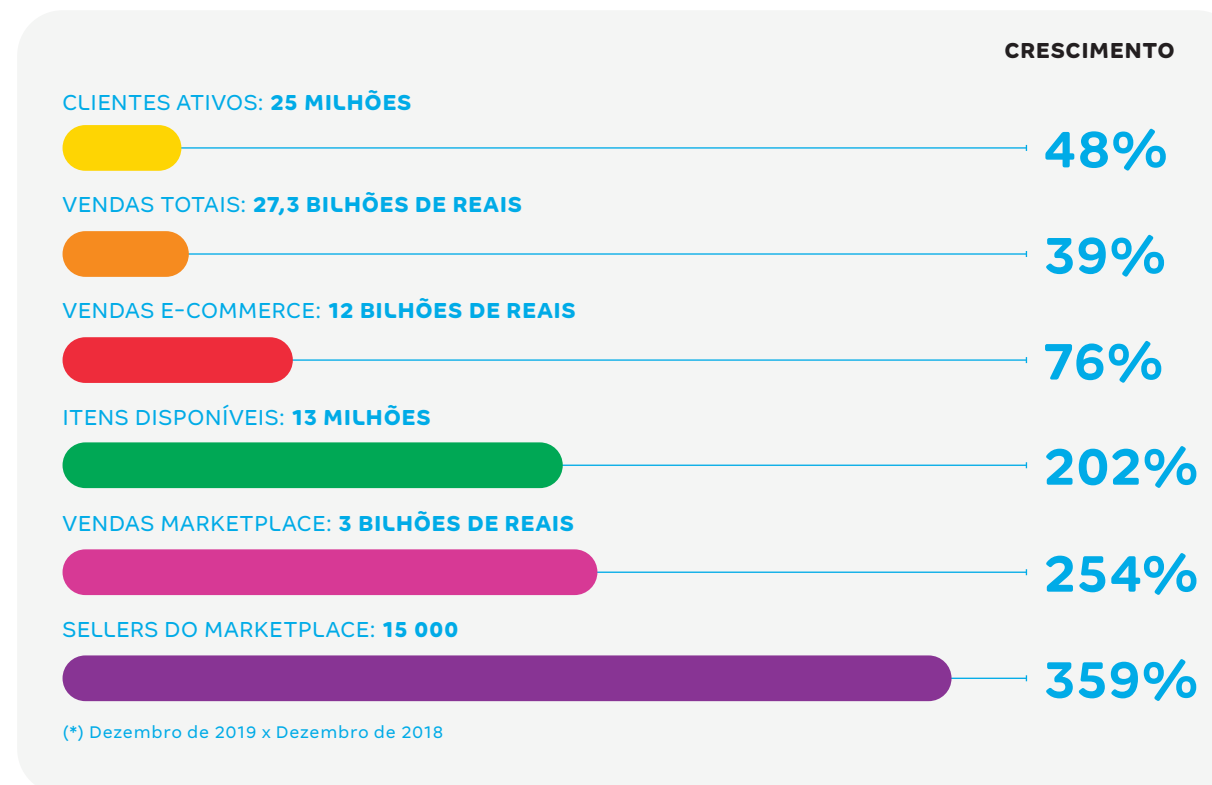 CRESCIMENTO
CLIENTES ATIVOS: 25 MILHÕES
48%
VENDAS TOTAIS: 27,3 BILHÕES DE REAIS
39%
VENDAS E-COMMERCE: 12 BILHÕES DE REAIS
76%
ITENS DISPONÍVEIS: 13 MILHÕES
202%
VENDAS MARKETPLACE: 3 BILHÕES DE REAIS
254%
SELLERS DO MARKETPLACE: 15 000
359%
(*) Dezembro de 2019 x Dezembro de 2018